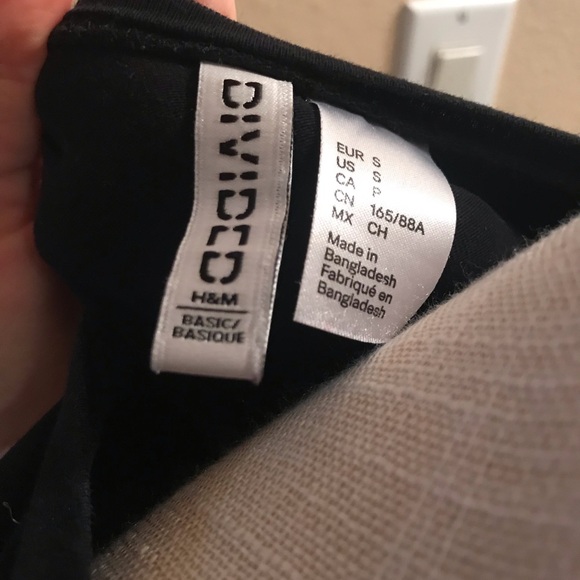 DIVIDED
H&M
BASIC/
BASIQUE
EUR S
US S
CA P
CN 165/88A
MX CH
Made in
Bangladesh
Fabriqué en
Bangladesh